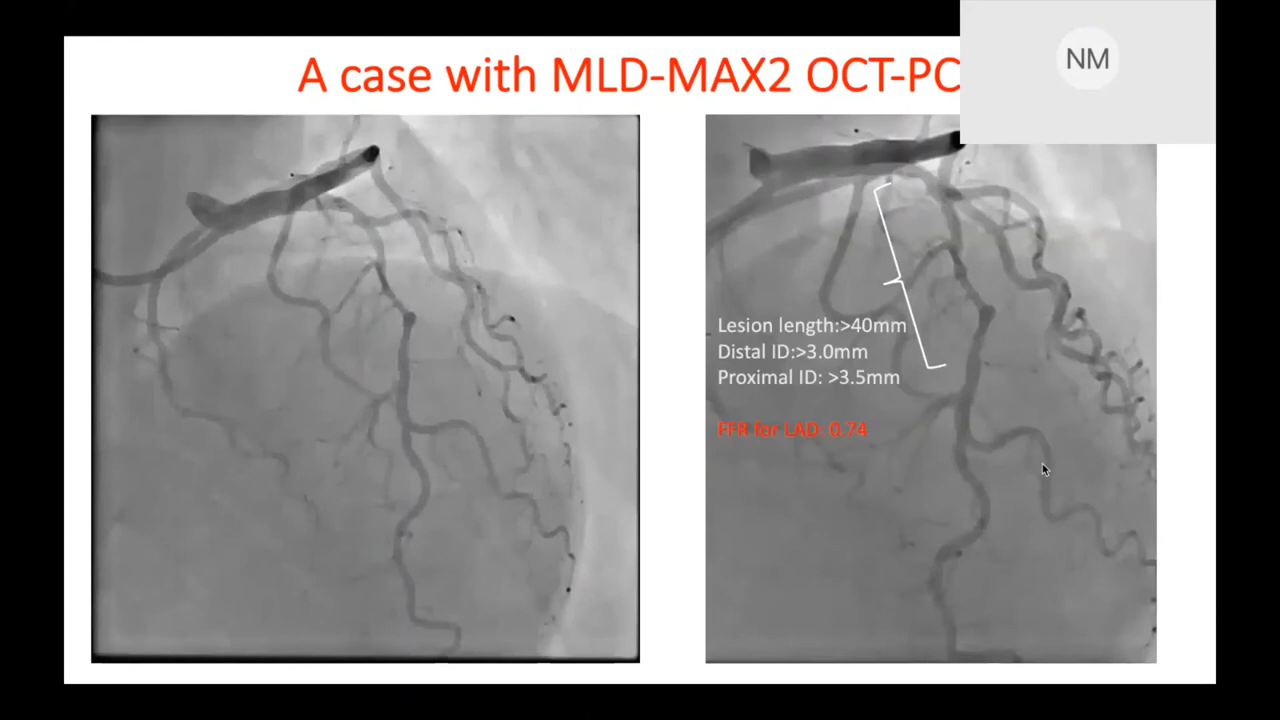 A case with MLD-MAX2 OCT-PC
NM
Lesion length:>40mm
Distal ID:>3.0mm
Proximal ID: >3.5mm
FFR for LAD: 0.74